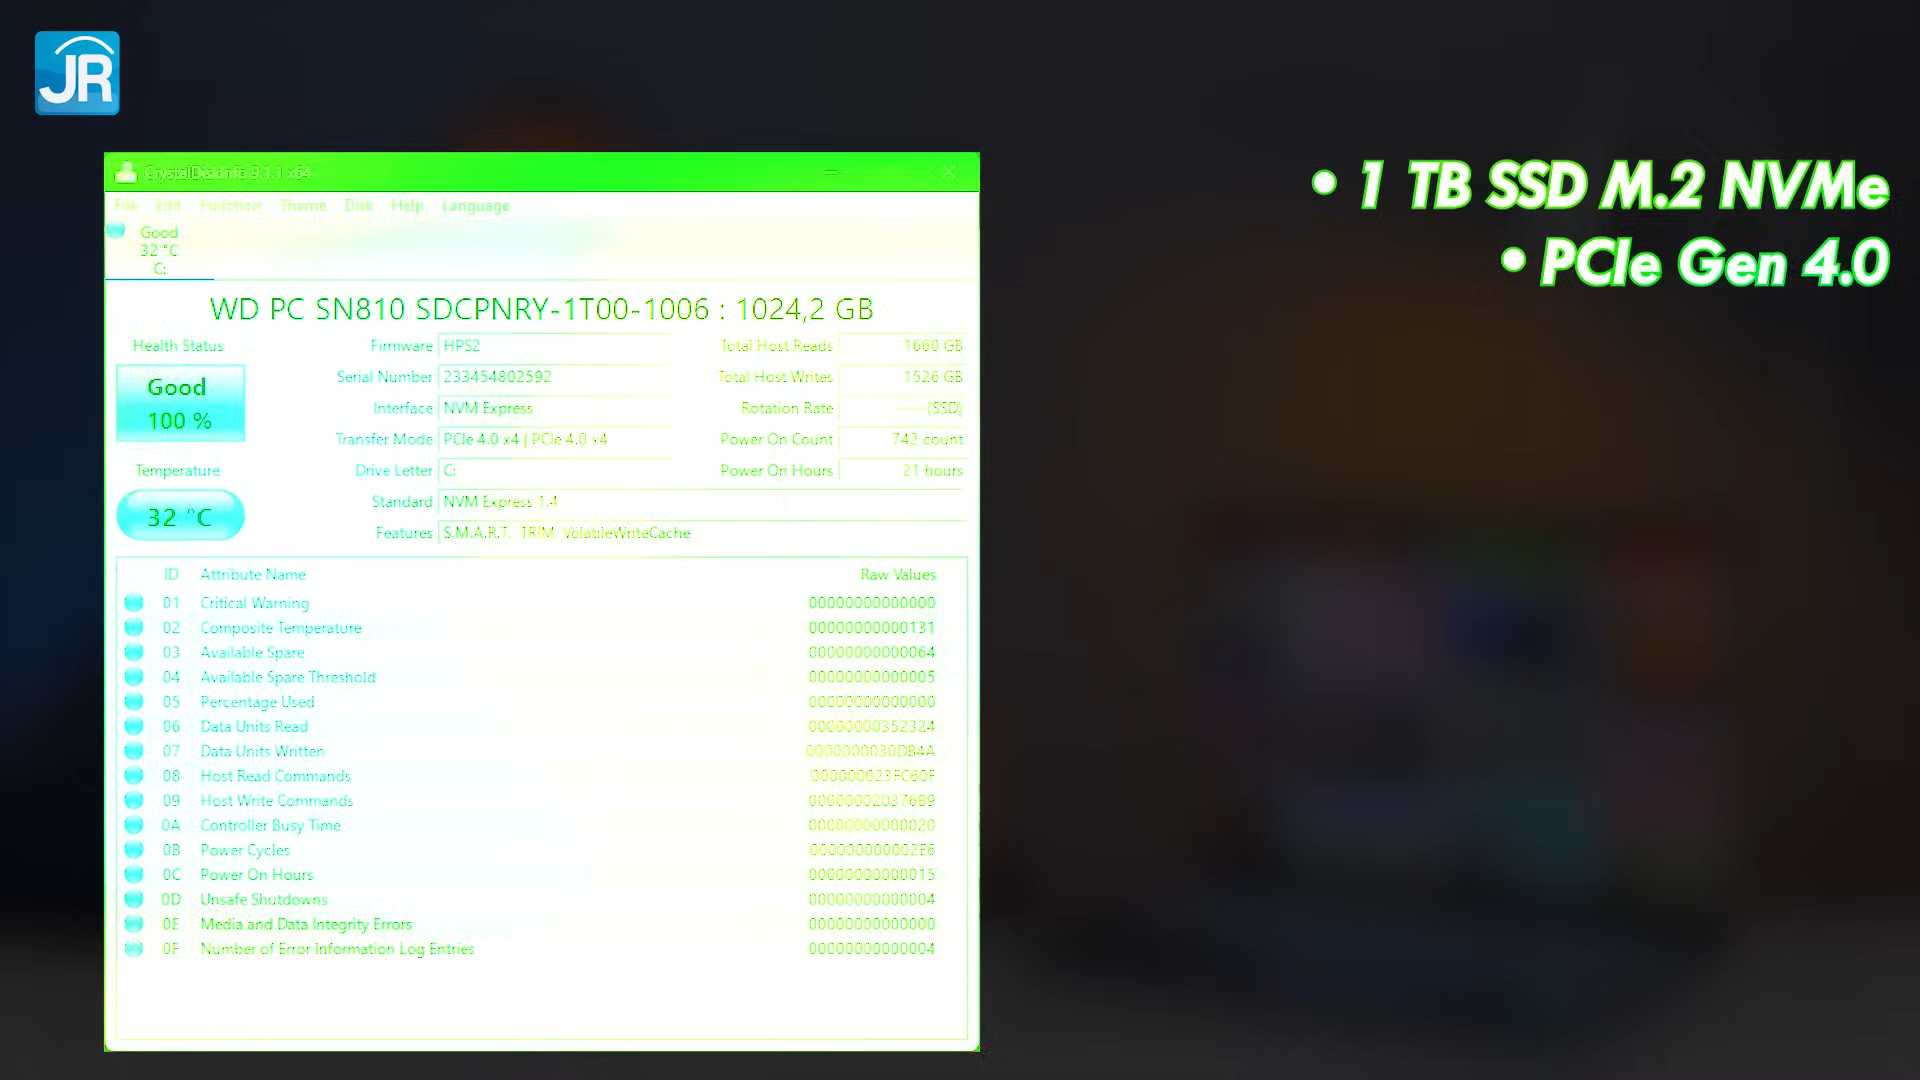 JR
CrystalDiskInfo 9.1.1 x64
File Edit Function Theme Disk Help Language
Good
32 °C
C:
WD PC SN810 SDCPNRY-1T00-1006 : 1024,2 GB
Health Status
Good
100 %
Temperature
32 °C
Firmware HPS2
Serial Number 233454802592
Interface NVM Express
Transfer Mode PCIe 4.0 x4 | PCIe 4.0 x4
Drive Letter C:
Standard NVM Express 1.4
Features S.M.A.R.T. TRIM VolatileWriteCache
Total Host Reads 1660 GB
Total Host Writes 1526 GB
Rotation Rate ---- (SSD)
Power On Count 742 count
Power On Hours 21 hours
ID Attribute Name Raw Values
01 Critical Warning 00000000000000
02 Composite Temperature 00000000000131
03 Available Spare 00000000000064
04 Available Spare Threshold 00000000000005
05 Percentage Used 00000000000000
06 Data Units Read 00000000352324
07 Data Units Written 0000000030DB4A
08 Host Read Commands 000000023FC60F
09 Host Write Commands 000000020376B9
0A Controller Busy Time 00000000000020
0B Power Cycles 000000000002E6
0C Power On Hours 00000000000015
0D Unsafe Shutdowns 00000000000004
0E Media and Data Integrity Errors 00000000000000
0F Number of Error Information Log Entries 00000000000004
• 1 TB SSD M.2 NVMe
• PCIe Gen 4.0